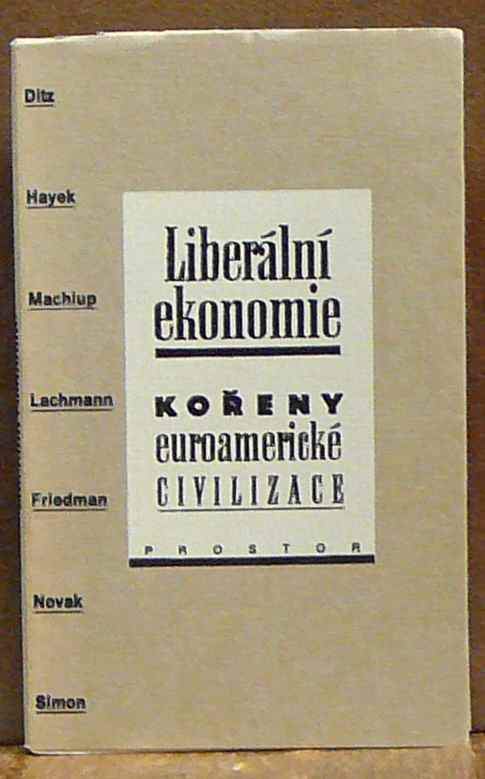 Ditz
Hayek
Machlup
Lachmann
Friedman
Novak
Simon
Liberální
ekonomie
KOŘENY
euroamerické
CIVILIZACE
PROSTOR